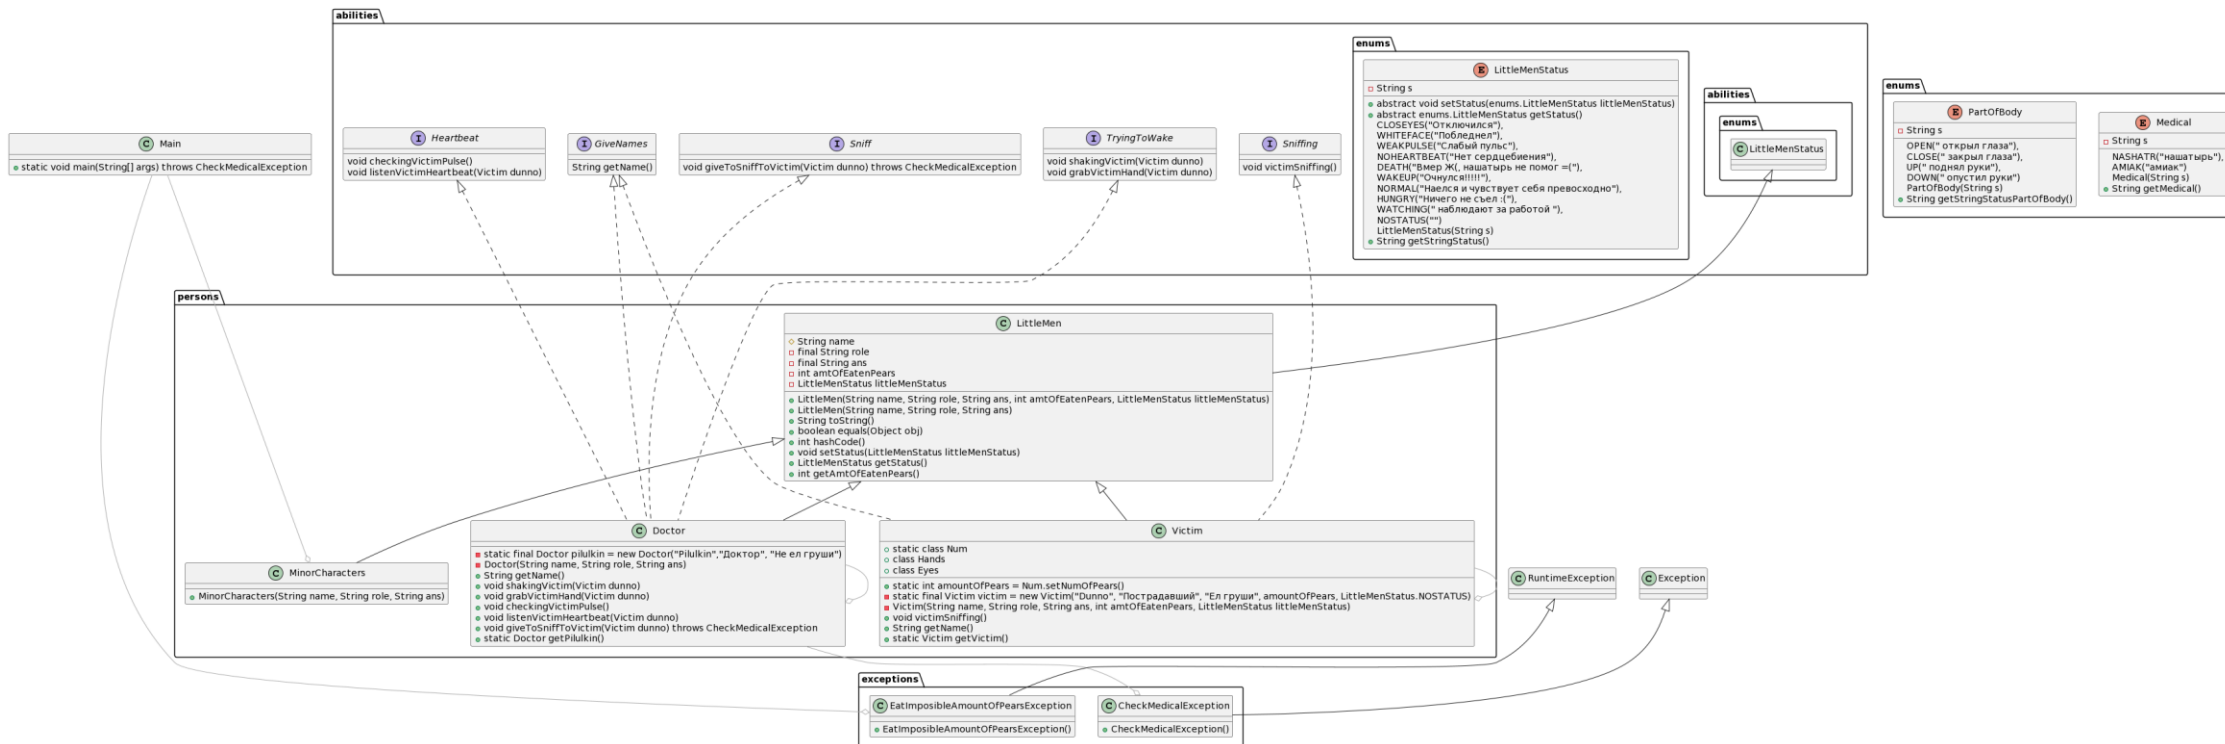 abilities
enums
LittleMenStatus
String s
abstract void setStatus(enums.LittleMenStatus littleMenStatus)
abstract enums.LittleMenStatus getStatus()
CLOSEYES("Отключился"),
WHITEFACE("Побледнел"),
WEAKPULSE("Слабый пульс"),
NOHEARTBEAT("Нет сердцебиения"),
DEATH("Вмер Ж(, нашатырь не помог =("),
WAKEUP("Очнулся!!!!!"),
NORMAL("Наелся и чувствует себя превосходно"),
HUNGRY("Ничего не съел :("),
WATCHING(" наблюдают за работой "),
NOSTATUS("")
LittleMenStatus(String s)
String getStringStatus()
abilities
enums
LittleMenStatus
enums
PartOfBody
String s
OPEN(" открыл глаза"),
CLOSE(" закрыл глаза"),
UP(" поднял руки"),
DOWN(" опустил руки")
PartOfBody(String s)
String getStringStatusPartOfBody()
Medical
String s
NASHATR("нашатырь"),
AMIAK("амиак")
Medical(String s)
String getMedical()
Main
static void main(String[] args) throws CheckMedicalException
Heartbeat
void checkingVictimPulse()
void listenVictimHeartbeat(Victim dunno)
GiveNames
String getName()
Sniff
void giveToSniffToVictim(Victim dunno) throws CheckMedicalException
TryingToWake
void shakingVictim(Victim dunno)
void grabVictimHand(Victim dunno)
Sniffing
void victimSniffing()
persons
LittleMen
String name
final String role
final String ans
int amtOfEatenPears
LittleMenStatus littleMenStatus
LittleMen(String name, String role, String ans, int amtOfEatenPears, LittleMenStatus littleMenStatus)
LittleMen(String name, String role, String ans)
String toString()
boolean equals(Object obj)
int hashCode()
void setStatus(LittleMenStatus littleMenStatus)
LittleMenStatus getStatus()
int getAmtOfEatenPears()
MinorCharacters
MinorCharacters(String name, String role, String ans)
Doctor
static final Doctor pilulkin = new Doctor("Pilulkin","Доктор", "Не ел груши")
Doctor(String name, String role, String ans)
String getName()
void shakingVictim(Victim dunno)
void grabVictimHand(Victim dunno)
void checkingVictimPulse()
void listenVictimHeartbeat(Victim dunno)
void giveToSniffToVictim(Victim dunno) throws CheckMedicalException
static Doctor getPilulkin()
Victim
static class Num
class Hands
class Eyes
static int amountOfPears = Num.setNumOfPears()
static final Victim victim = new Victim("Dunno", "Пострадавший", "Ел груши", amountOfPears, LittleMenStatus.NOSTATUS)
Victim(String name, String role, String ans, int amtOfEatenPears, LittleMenStatus littleMenStatus)
void victimSniffing()
String getName()
static Victim getVictim()
RuntimeException
Exception
exceptions
EatImposibleAmountOfPearsException
EatImposibleAmountOfPearsException()
CheckMedicalException
CheckMedicalException()